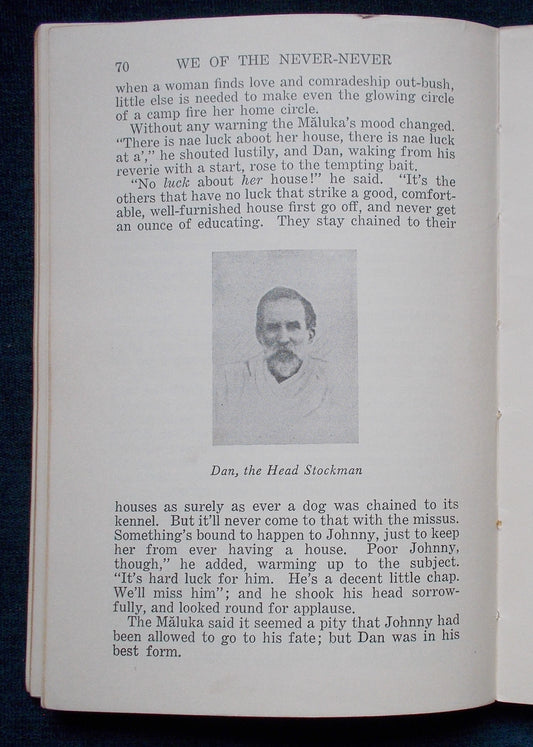 70 WE OF THE NEVER-NEVER
when a woman finds love and comradeship out-bush,
little else is needed to make even the glowing circle
of a camp fire her home circle.
Without any warning the Măluka's mood changed.
"There is nae luck aboot her house, there is nae luck
at a'," he shouted lustily, and Dan, waking from his
reverie with a start, rose to the tempting bait.
"No luck about her house!" he said. "It's the
others that have no luck that strike a good, comfort-
able, well-furnished house first go off, and never get
an ounce of educating. They stay chained to their
Dan, the Head Stockman
houses as surely as ever a dog was chained to its
kennel. But it'll never come to that with the missus.
Something's bound to happen to Johnny, just to keep
her from ever having a house. Poor Johnny,
though," he added, warming up to the subject.
"It's hard luck for him. He's a decent little chap.
We'll miss him"; and he shook his head sorrow-
fully, and looked round for applause.
The Măluka said it seemed a pity that Johnny had
been allowed to go to his fate; but Dan was in his
best form.